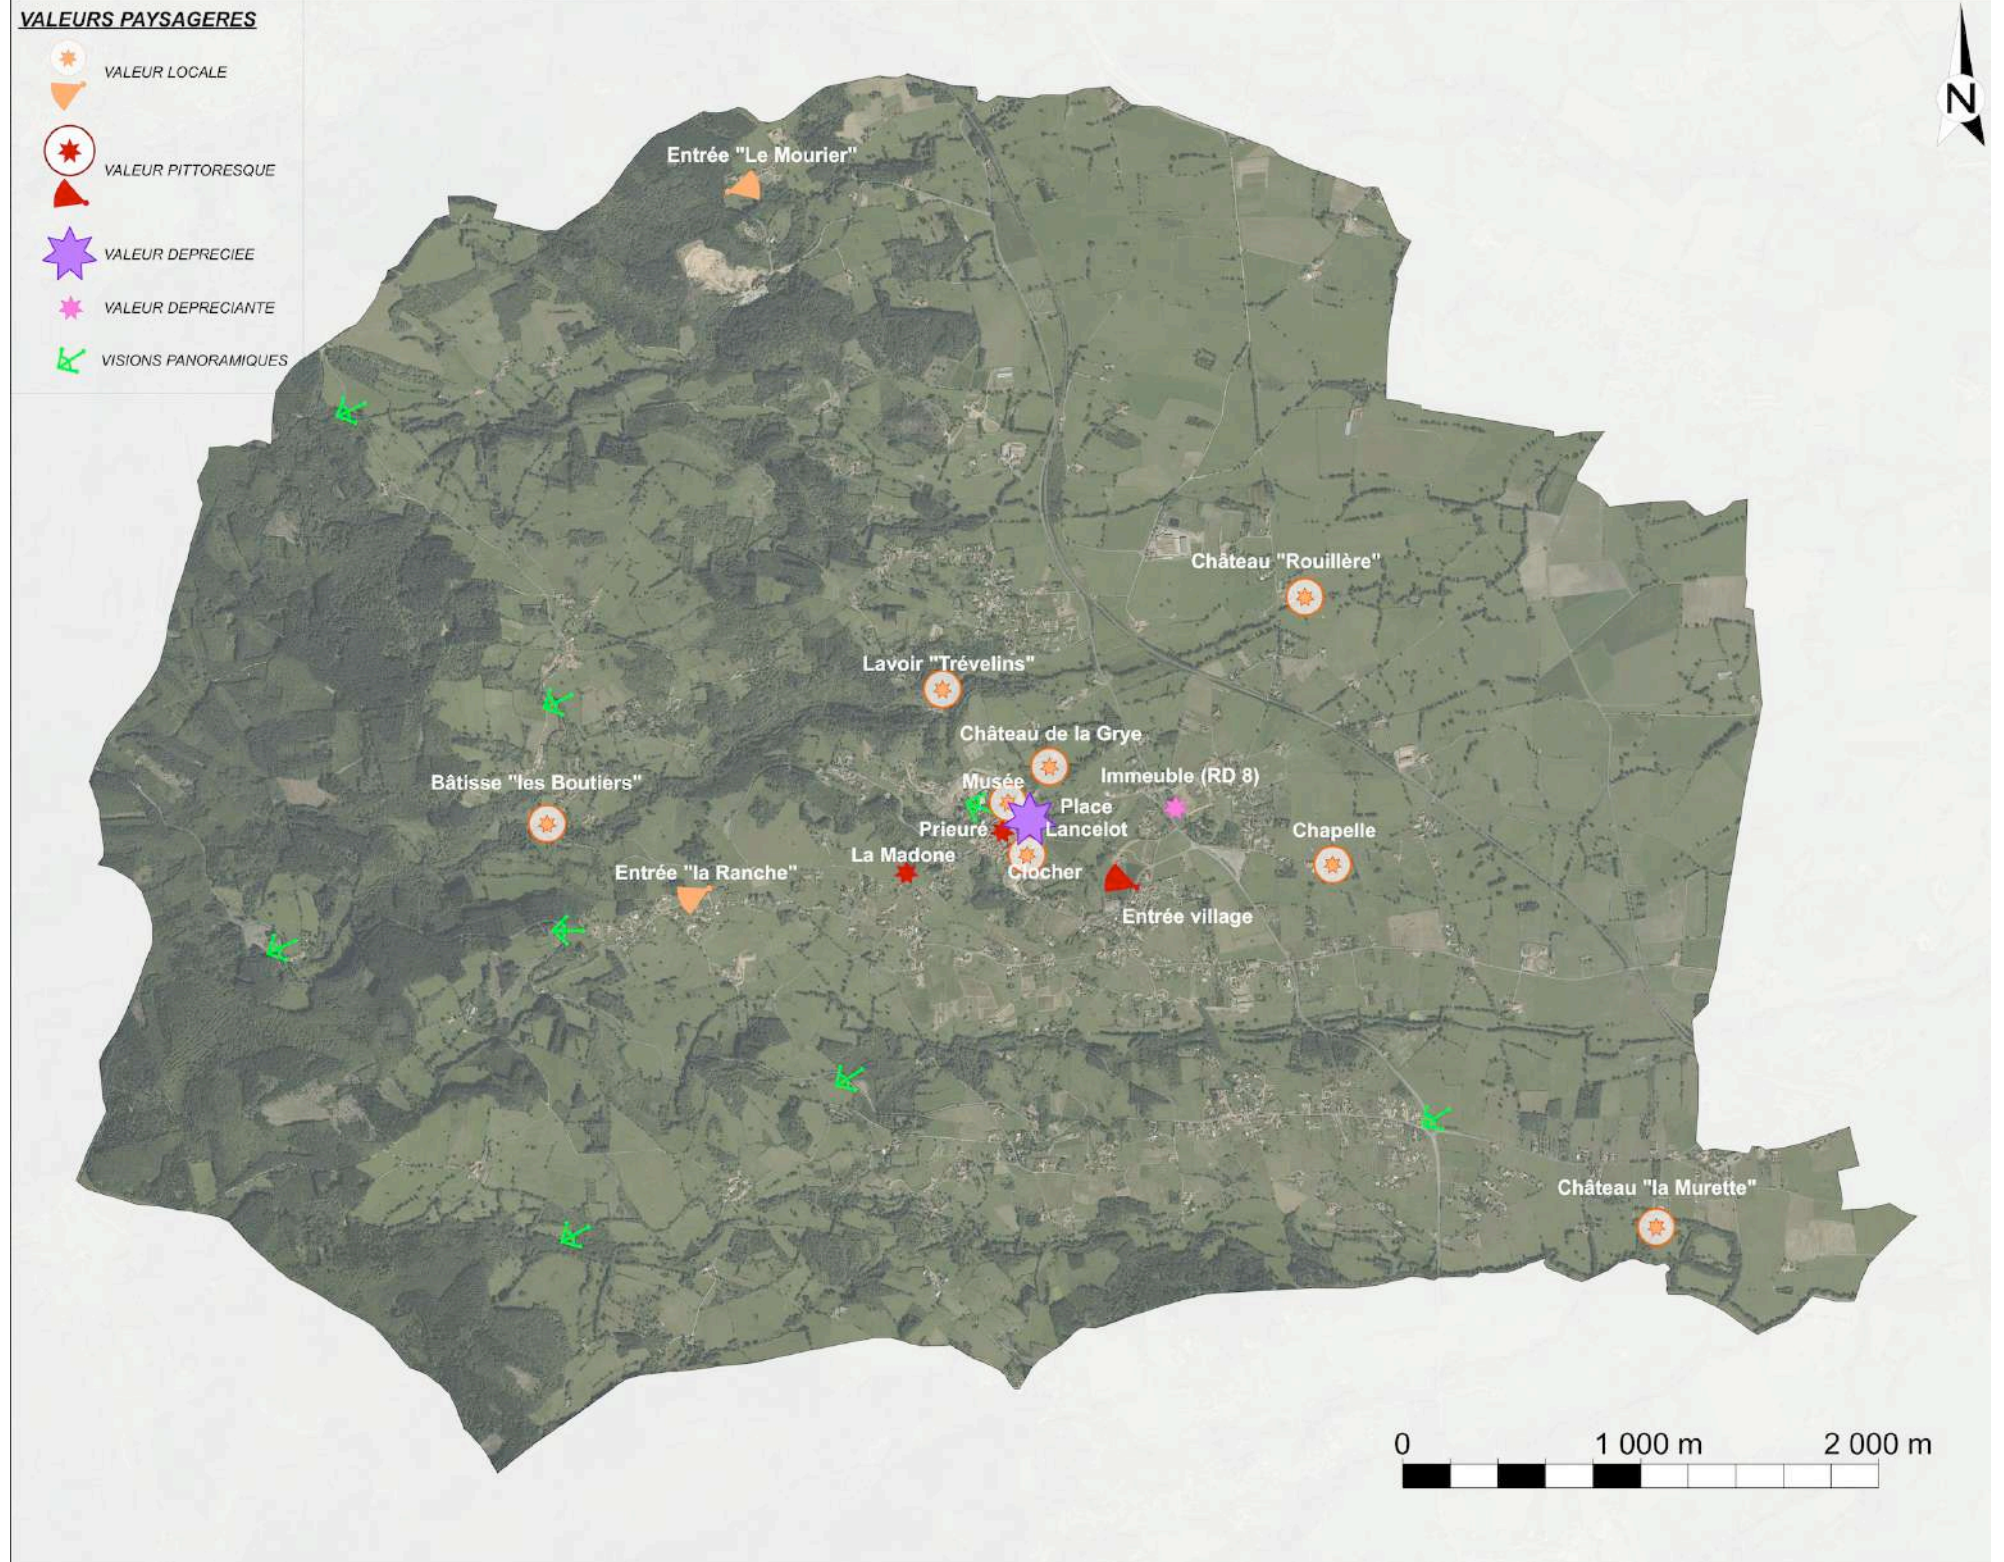 VALEURS PAYSAGERES
VALEUR LOCALE
VALEUR PITTORESQUE
VALEUR DEPRECIEE
VALEUR DEPRECIANTE
VISIONS PANORAMIQUES
N
Entrée "Le Mourier"
Château "Rouillère"
Lavoir "Trévelins"
Château de la Grye
Musée
Immeuble (RD 8)
Bâtisse "les Boutiers"
Place
Lancelot
Prieuré
Chapelle
La Madone
Entrée "la Ranche"
Clocher
Entrée village
Château "la Murette"
0
1 000 m
2 000 m